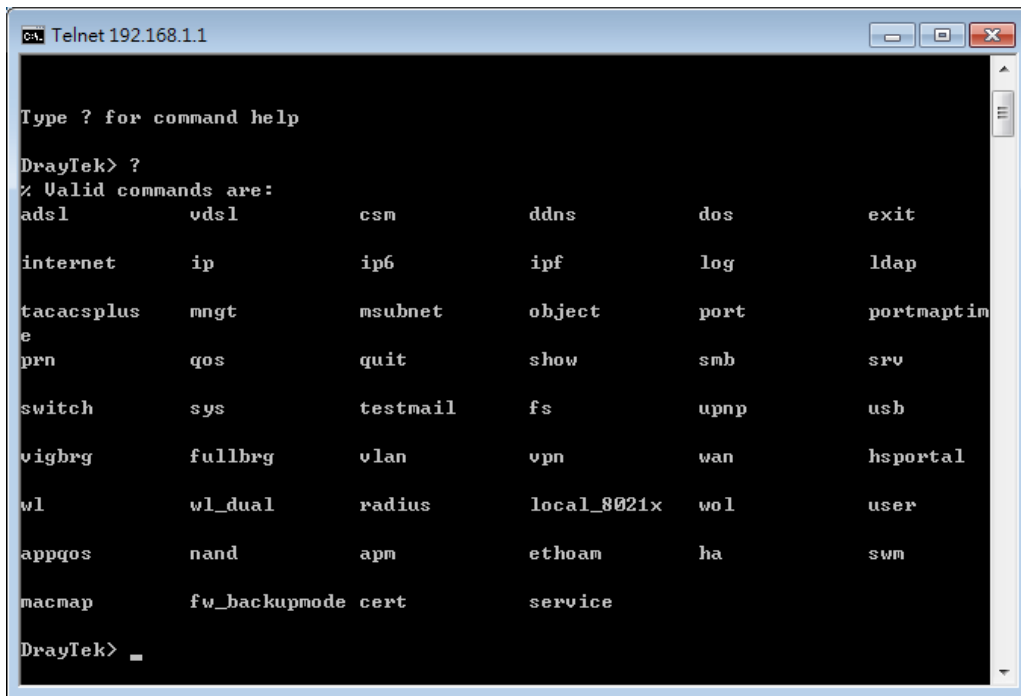 C:\. Telnet 192.168.1.1
Type ? for command help
DrayTek> ?
% Valid commands are:
adsl vdsl csm ddns dos exit
internet ip ip6 ipf log ldap
tacacsplus mngt msubnet object port portmaptim
e
prn qos quit show smb srv
switch sys testmail fs upnp usb
vigbrg fullbrg vlan vpn wan hsportal
wl wl_dual radius local_8021x wol user
appqos nand apm ethoam ha swm
macmap fw_backupmode cert service
DrayTek> _